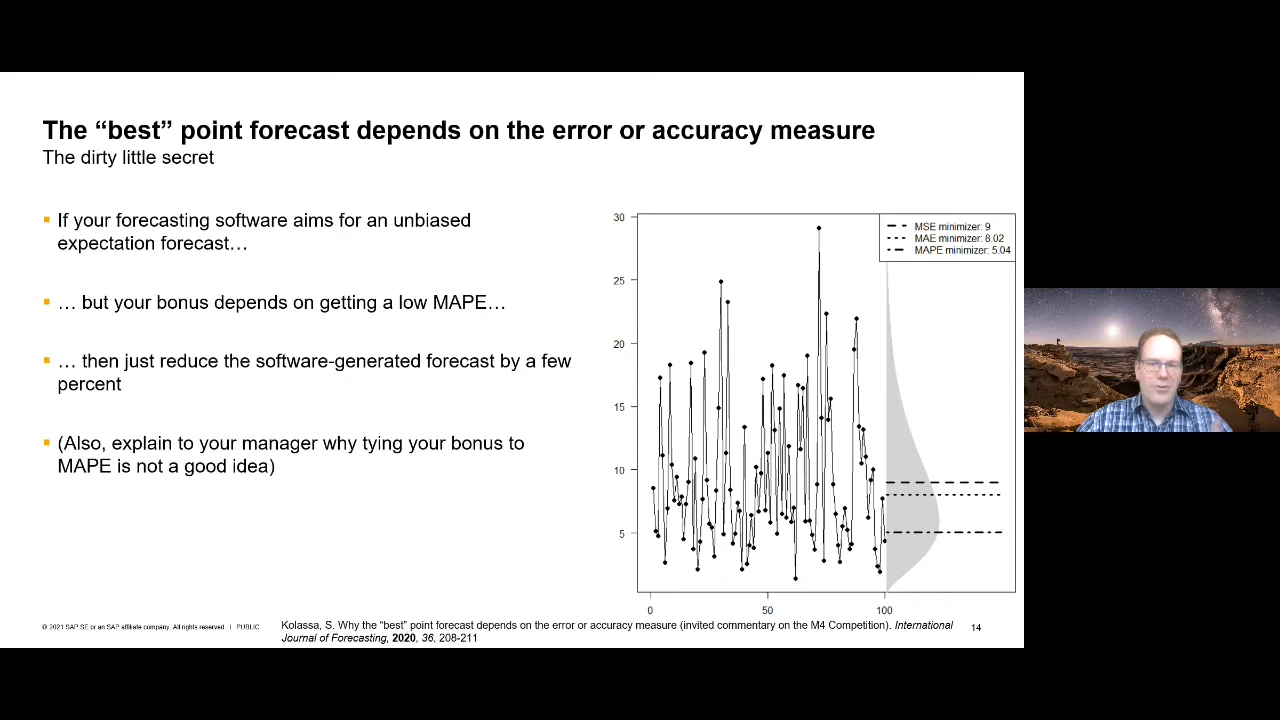 The “best” point forecast depends on the error or accuracy measure
The dirty little secret
▪ If your forecasting software aims for an unbiased
expectation forecast…
▪ … but your bonus depends on getting a low MAPE…
▪ … then just reduce the software-generated forecast by a few
percent
▪ (Also, explain to your manager why tying your bonus to
MAPE is not a good idea)
30
25
20
15
10
5
0 50 100
MSE minimizer: 9
MAE minimizer: 8.02
MAPE minimizer: 5.04
© 2021 SAP SE or an SAP affiliate company. All rights reserved. I PUBLIC
Kolassa, S. Why the “best” point forecast depends on the error or accuracy measure (invited commentary on the M4 Competition). International
Journal of Forecasting, 2020, 36, 208-211
14